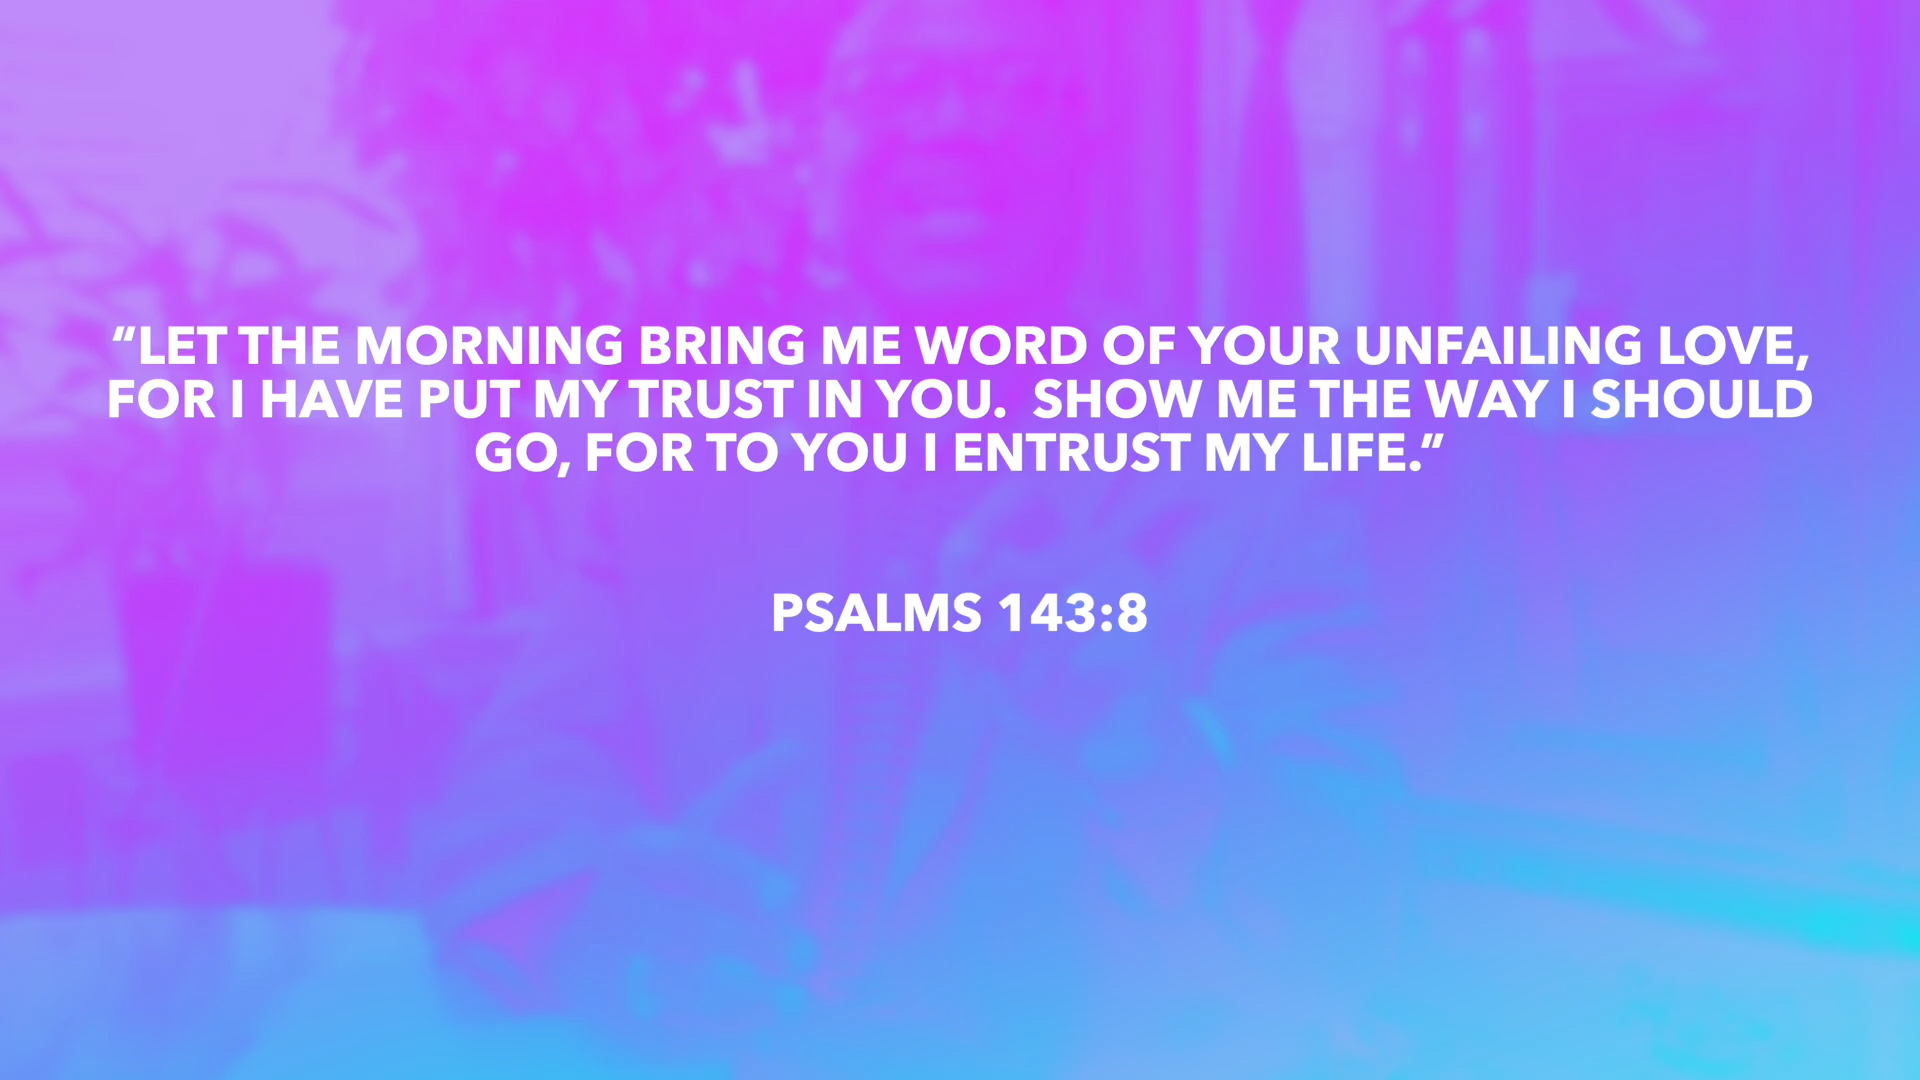 “LET THE MORNING BRING ME WORD OF YOUR UNFAILING LOVE,
FOR I HAVE PUT MY TRUST IN YOU.  SHOW ME THE WAY I SHOULD
GO, FOR TO YOU I ENTRUST MY LIFE.”
PSALMS 143:8